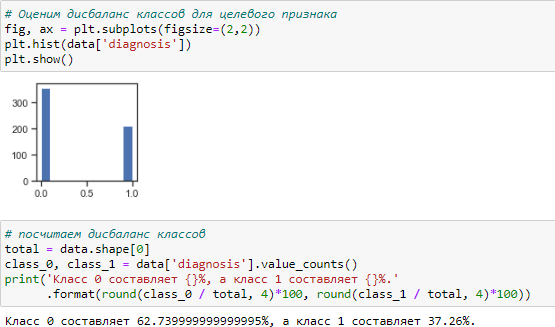 # Оценим дисбаланс классов для целевого признака
fig, ax = plt.subplots(figsize=(2,2))
plt.hist(data['diagnosis'])
plt.show()
300
200
100
0
0.0 0.5 1.0
# посчитаем дисбаланс классов
total = data.shape[0]
class_0, class_1 = data['diagnosis'].value_counts()
print('Класс 0 составляет {}%, а класс 1 составляет {}%.'
.format(round(class_0 / total, 4)*100, round(class_1 / total, 4)*100))
Класс 0 составляет 62.739999999999995%, а класс 1 составляет 37.26%.